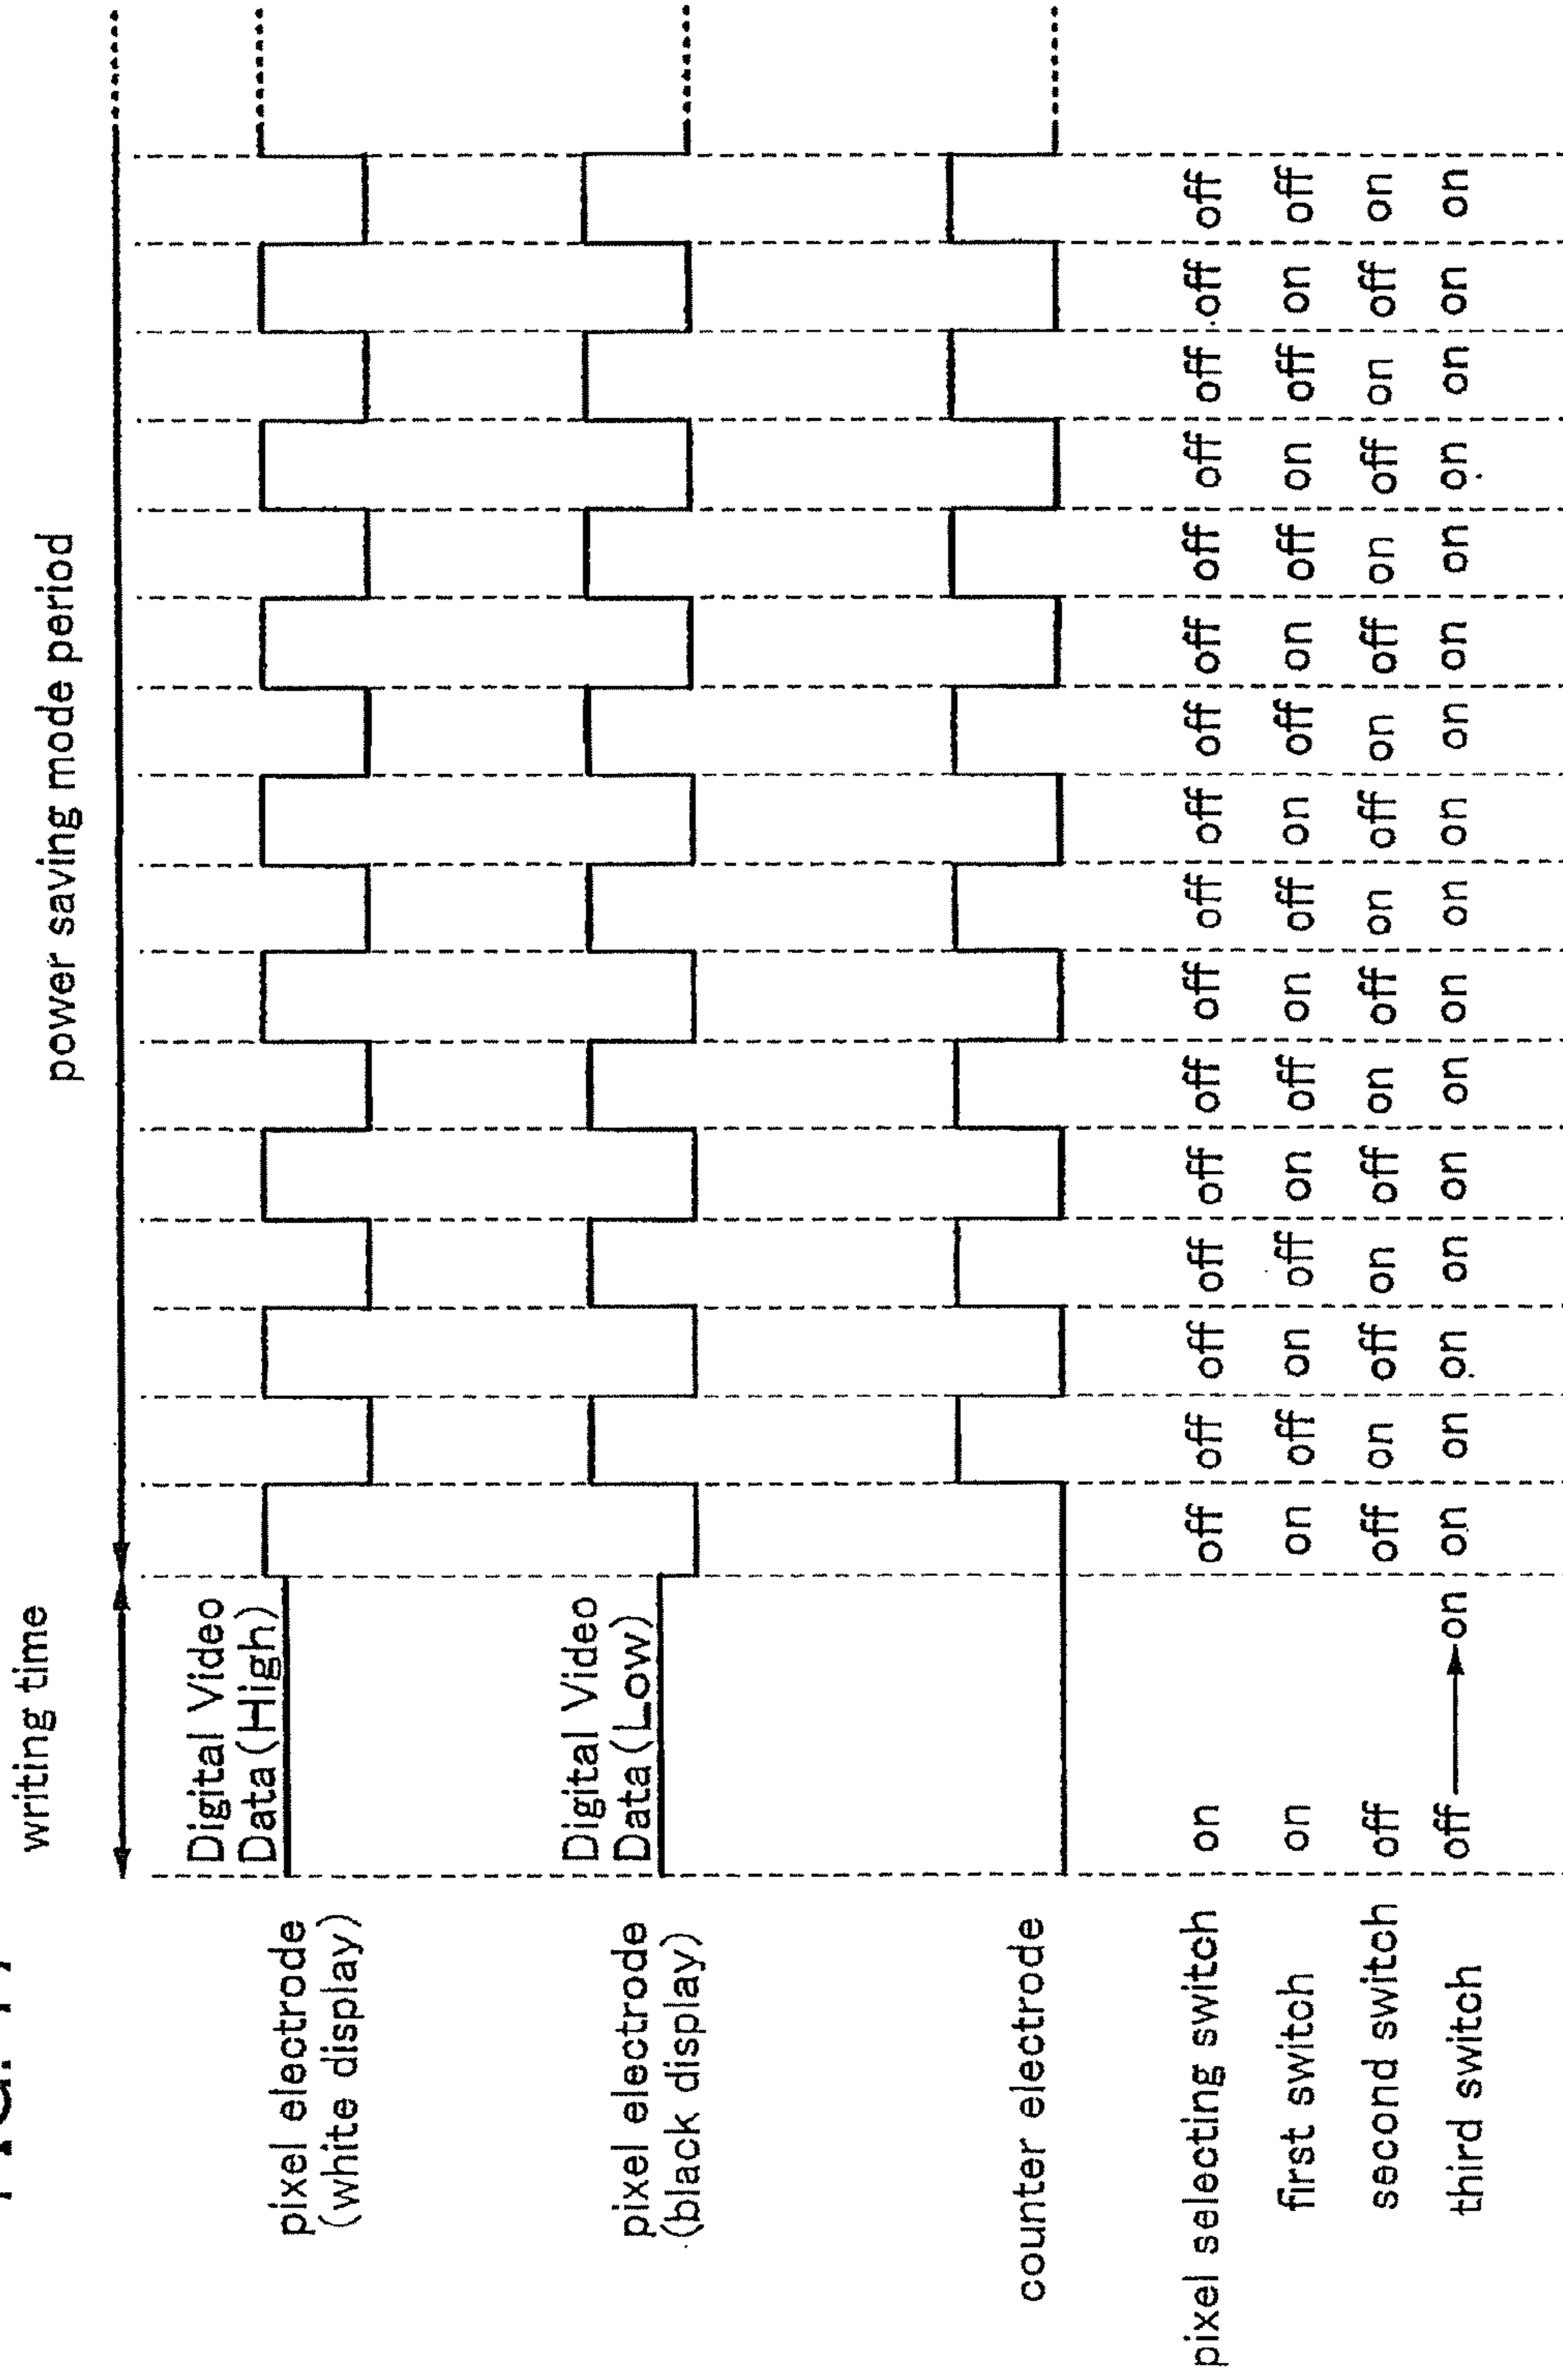 writing time
power saving mode period
Digital Video
Data(High)
pixel electrode
(white display)
Digital Video
Data(Low)
pixel electrode
(black display)
counter electrode
pixel selecting switch on off off off off off off off off off off off off off off off off
first switch on on off on off on off on off on off on off on off on off
second switch off off on off on off on off on off on off on off on off on
third switch off → on on on on on on on on on on on on on on on on on